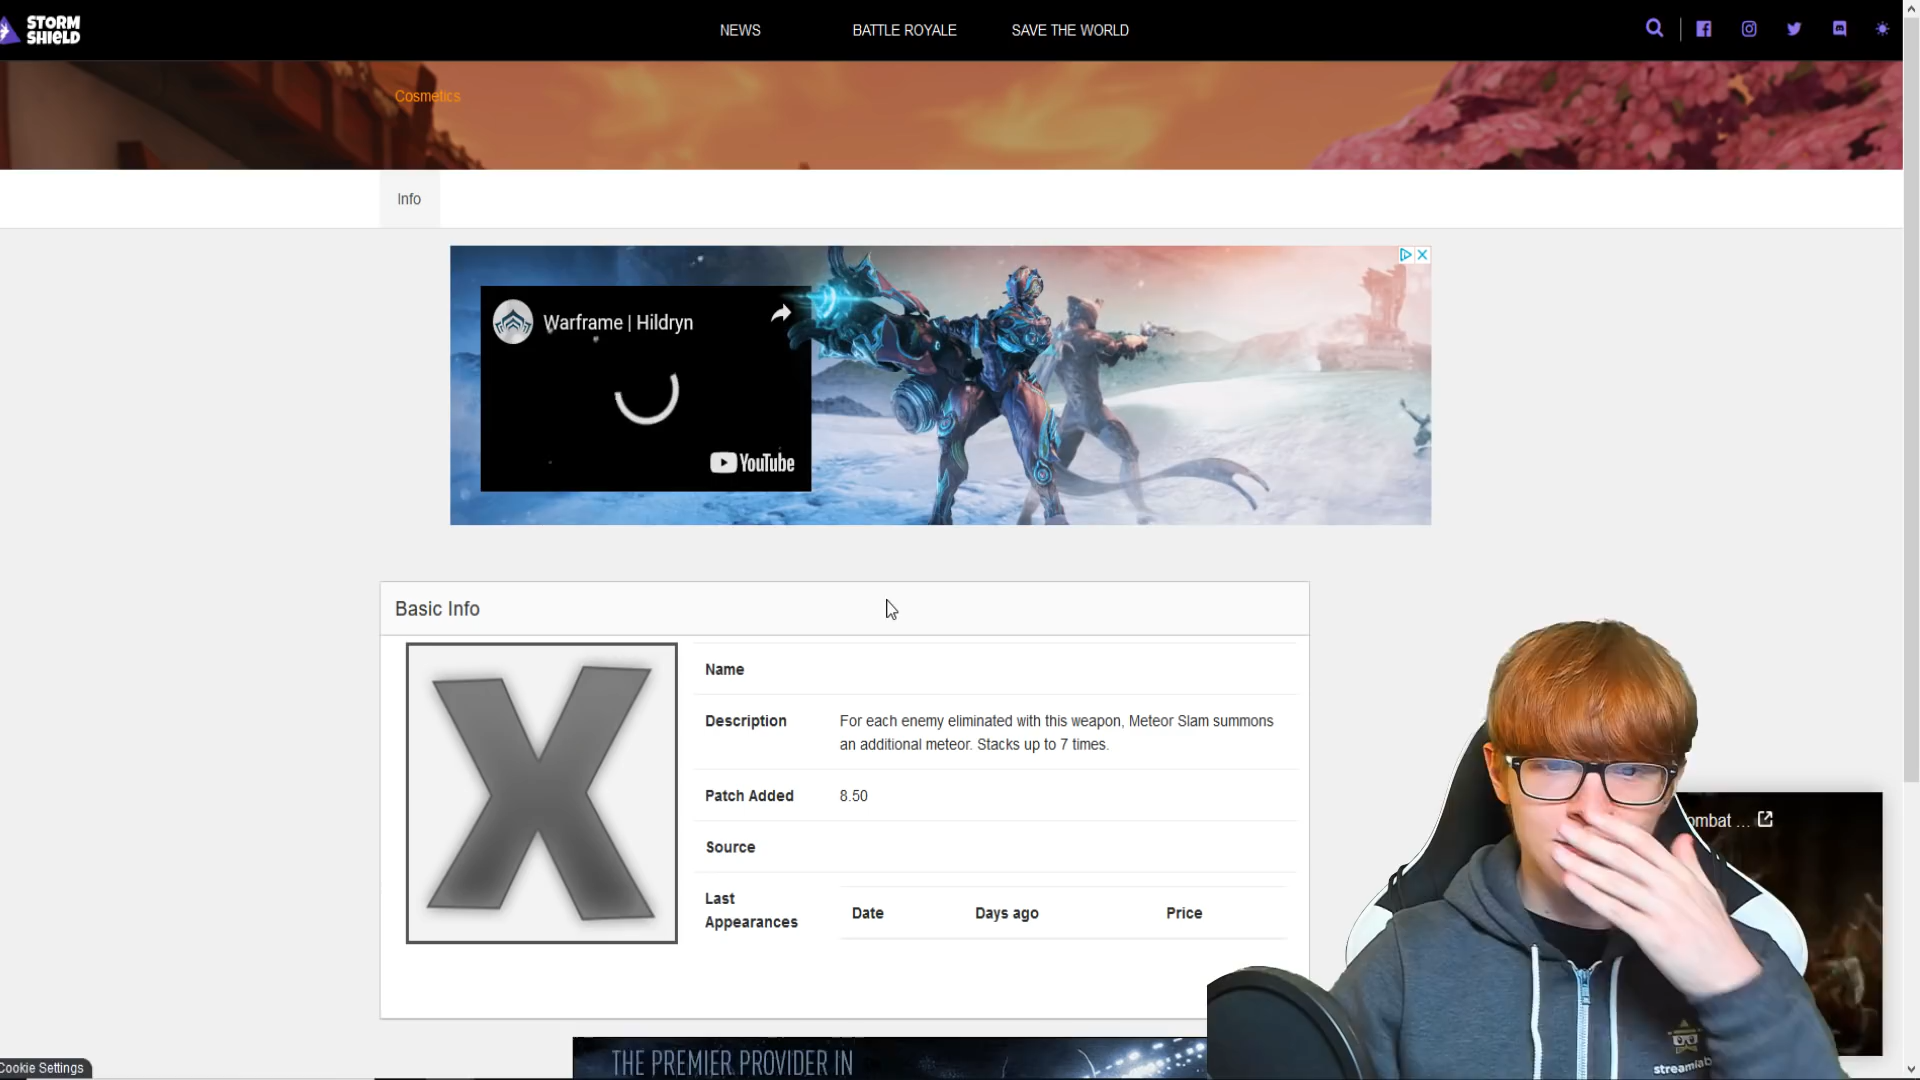 STORM
SHIELD
NEWS
BATTLE ROYALE
SAVE THE WORLD
Cosmetics
Info
Warframe | Hildryn
YouTube
Basic Info
X
Name
Description
For each enemy eliminated with this weapon, Meteor Slam summons
an additional meteor. Stacks up to 7 times.
Patch Added
8.50
Source
Last
Appearances
Date
Days ago
Price
ombat ...
THE PREMIER PROVIDER IN
Cookie Settings
streamlab